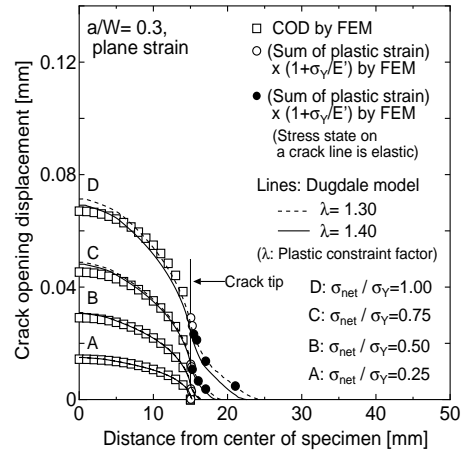 a/W= 0.3,
plane strain
COD by FEM
(Sum of plastic strain)
x (1+σY/E') by FEM
(Sum of plastic strain)
x (1+σY/E') by FEM
(Stress state on
a crack line is elastic)
Lines: Dugdale model
λ= 1.30
λ= 1.40
(λ: Plastic constraint factor)
Crack tip
D: σnet / σY=1.00
C: σnet / σY=0.75
B: σnet / σY=0.50
A: σnet / σY=0.25
D
C
B
A
0.12
0.08
0.04
0
0 10 20 30 40 50
Crack opening displacement [mm]
Distance from center of specimen [mm]